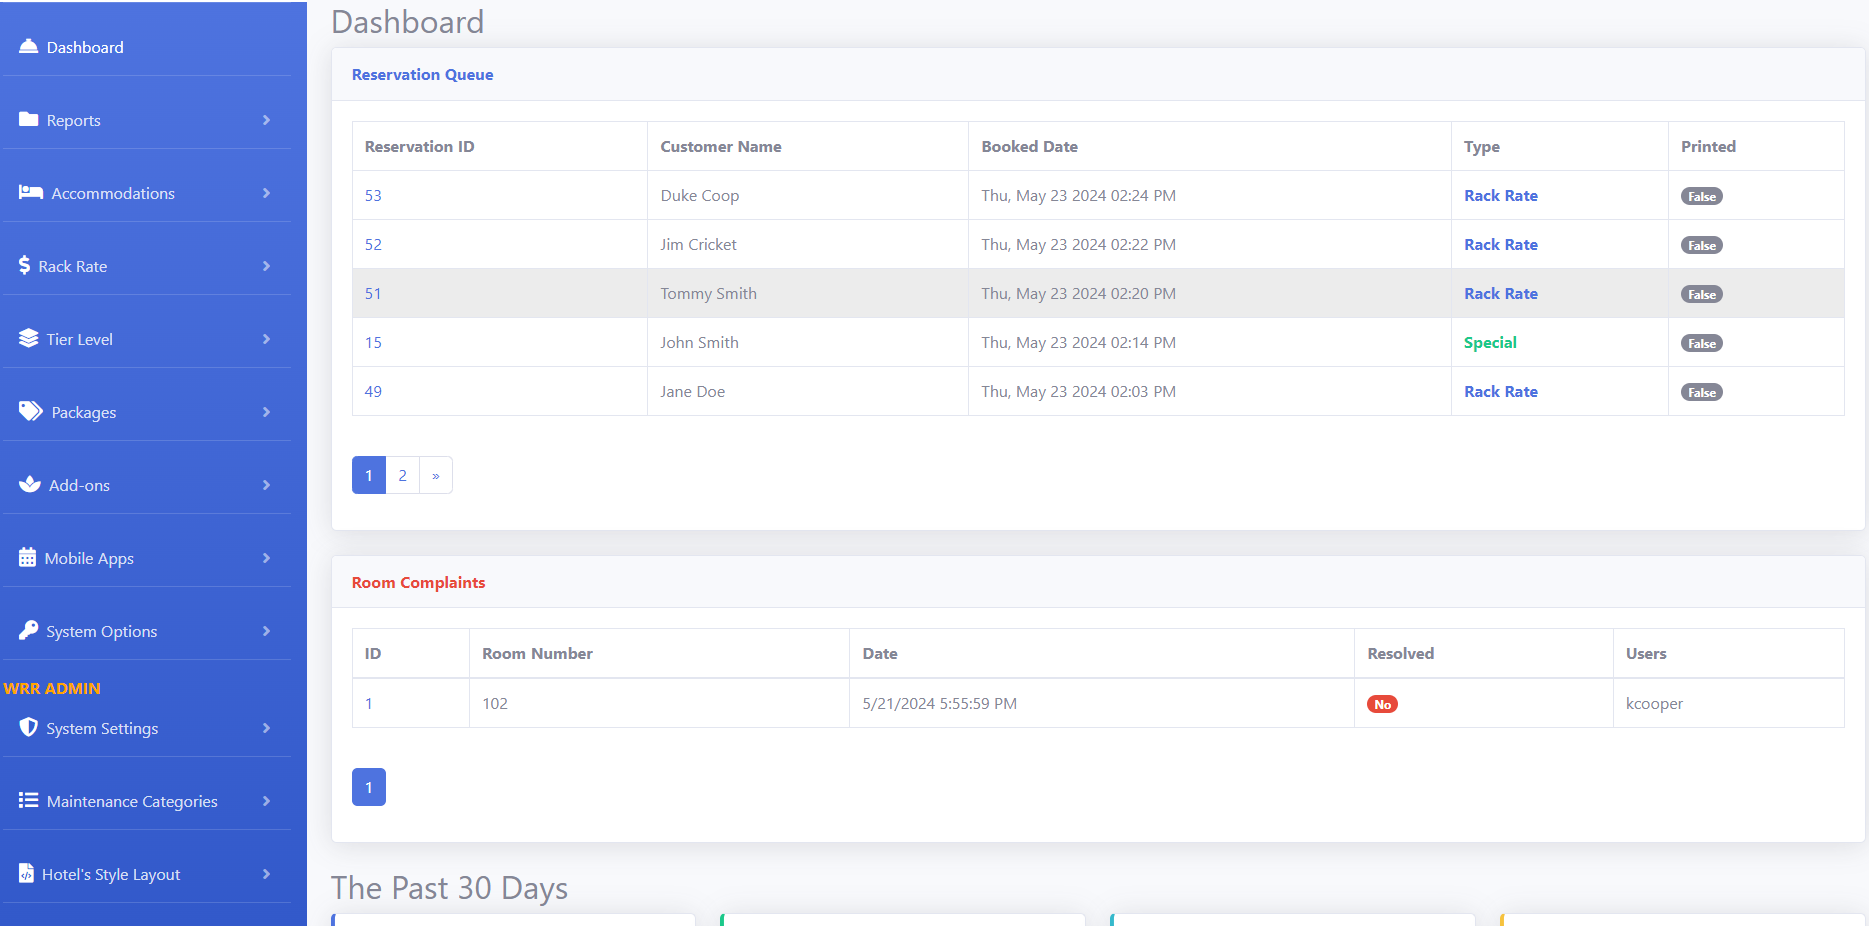 Dashboard
Reports
Accommodations
Rack Rate
Tier Level
Packages
Add-ons
Mobile Apps
System Options
WRR ADMIN
System Settings
Maintenance Categories
Hotel's Style Layout
Dashboard
Reservation Queue
Reservation ID Customer Name Booked Date Type Printed
53 Duke Coop Thu, May 23 2024 02:24 PM Rack Rate False
52 Jim Cricket Thu, May 23 2024 02:22 PM Rack Rate False
51 Tommy Smith Thu, May 23 2024 02:20 PM Rack Rate False
15 John Smith Thu, May 23 2024 02:14 PM Special False
49 Jane Doe Thu, May 23 2024 02:03 PM Rack Rate False
1 2 »
Room Complaints
ID Room Number Date Resolved Users
1 102 5/21/2024 5:55:59 PM No kcooper
1
The Past 30 Days